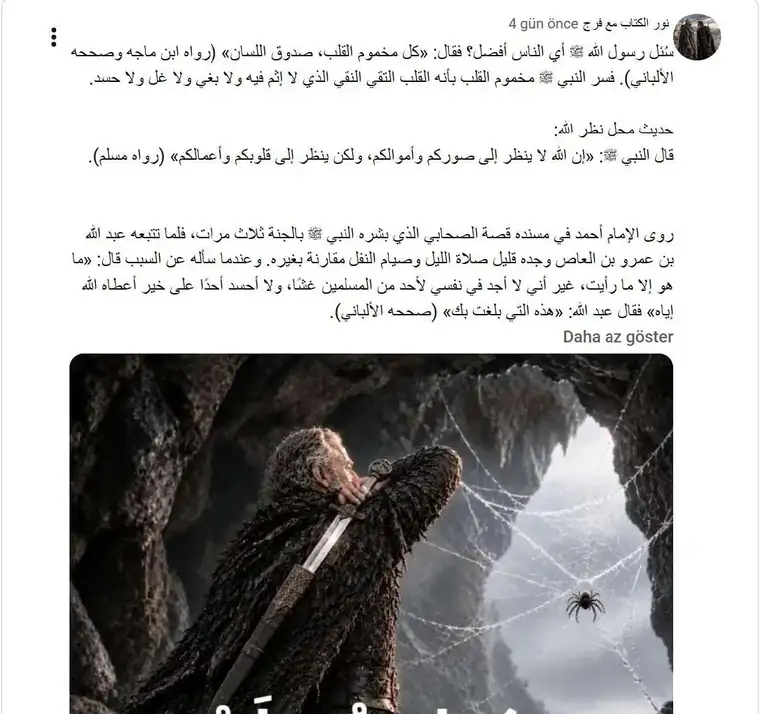 نور الكتاب مع فرج 4 gün önce
سُئل رسول الله ﷺ أي الناس أفضل؟ فقال: «كل مخموم القلب، صدوق اللسان» (رواه ابن ماجه وصححه
الألباني). فسر النبي ﷺ مخموم القلب بأنه القلب التقي النقي الذي لا إثم فيه ولا بغي ولا غل ولا حسد.
حديث محل نظر الله:
قال النبي ﷺ: «إن الله لا ينظر إلى صوركم وأموالكم، ولكن ينظر إلى قلوبكم وأعمالكم» (رواه مسلم).
روى الإمام أحمد في مسنده قصة الصحابي الذي بشره النبي ﷺ بالجنة ثلاث مرات، فلما تتبعه عبد الله
بن عمرو بن العاص وجده قليل صلاة الليل وصيام النفل مقارنة بغيره. وعندما سأله عن السبب قال: «ما
هو إلا ما رأيت، غير أني لا أجد في نفسي لأحد من المسلمين غشًا، ولا أحسد أحدًا على خير أعطاه الله
إياه» فقال عبد الله: «هذه التي بلغت بك» (صححه الألباني).
Daha az göster